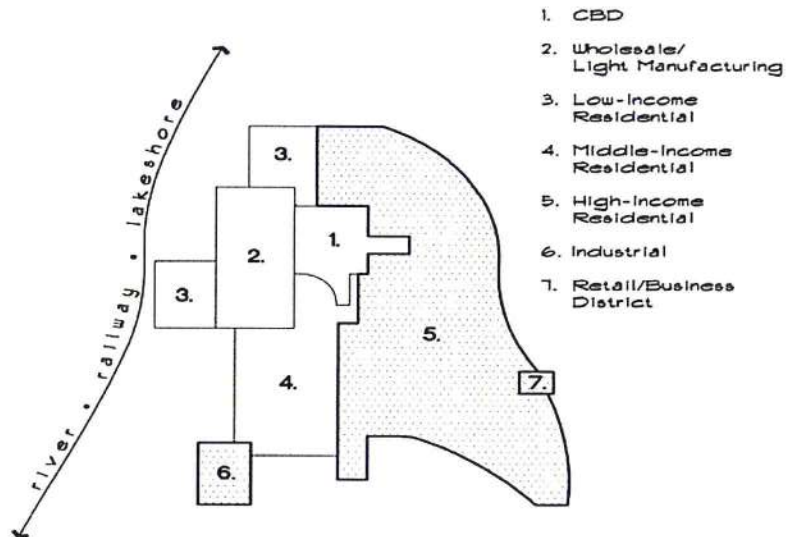 1. CBD
2. Wholesale/
Light Manufacturing
3. Low-Income
Residential
4. Middle-Income
Residential
5. High-Income
Residential
6. Industrial
7. Retail/Business
District
river • railway • lakeshore
3.
1.
2.
3.
5.
4.
7.
6.